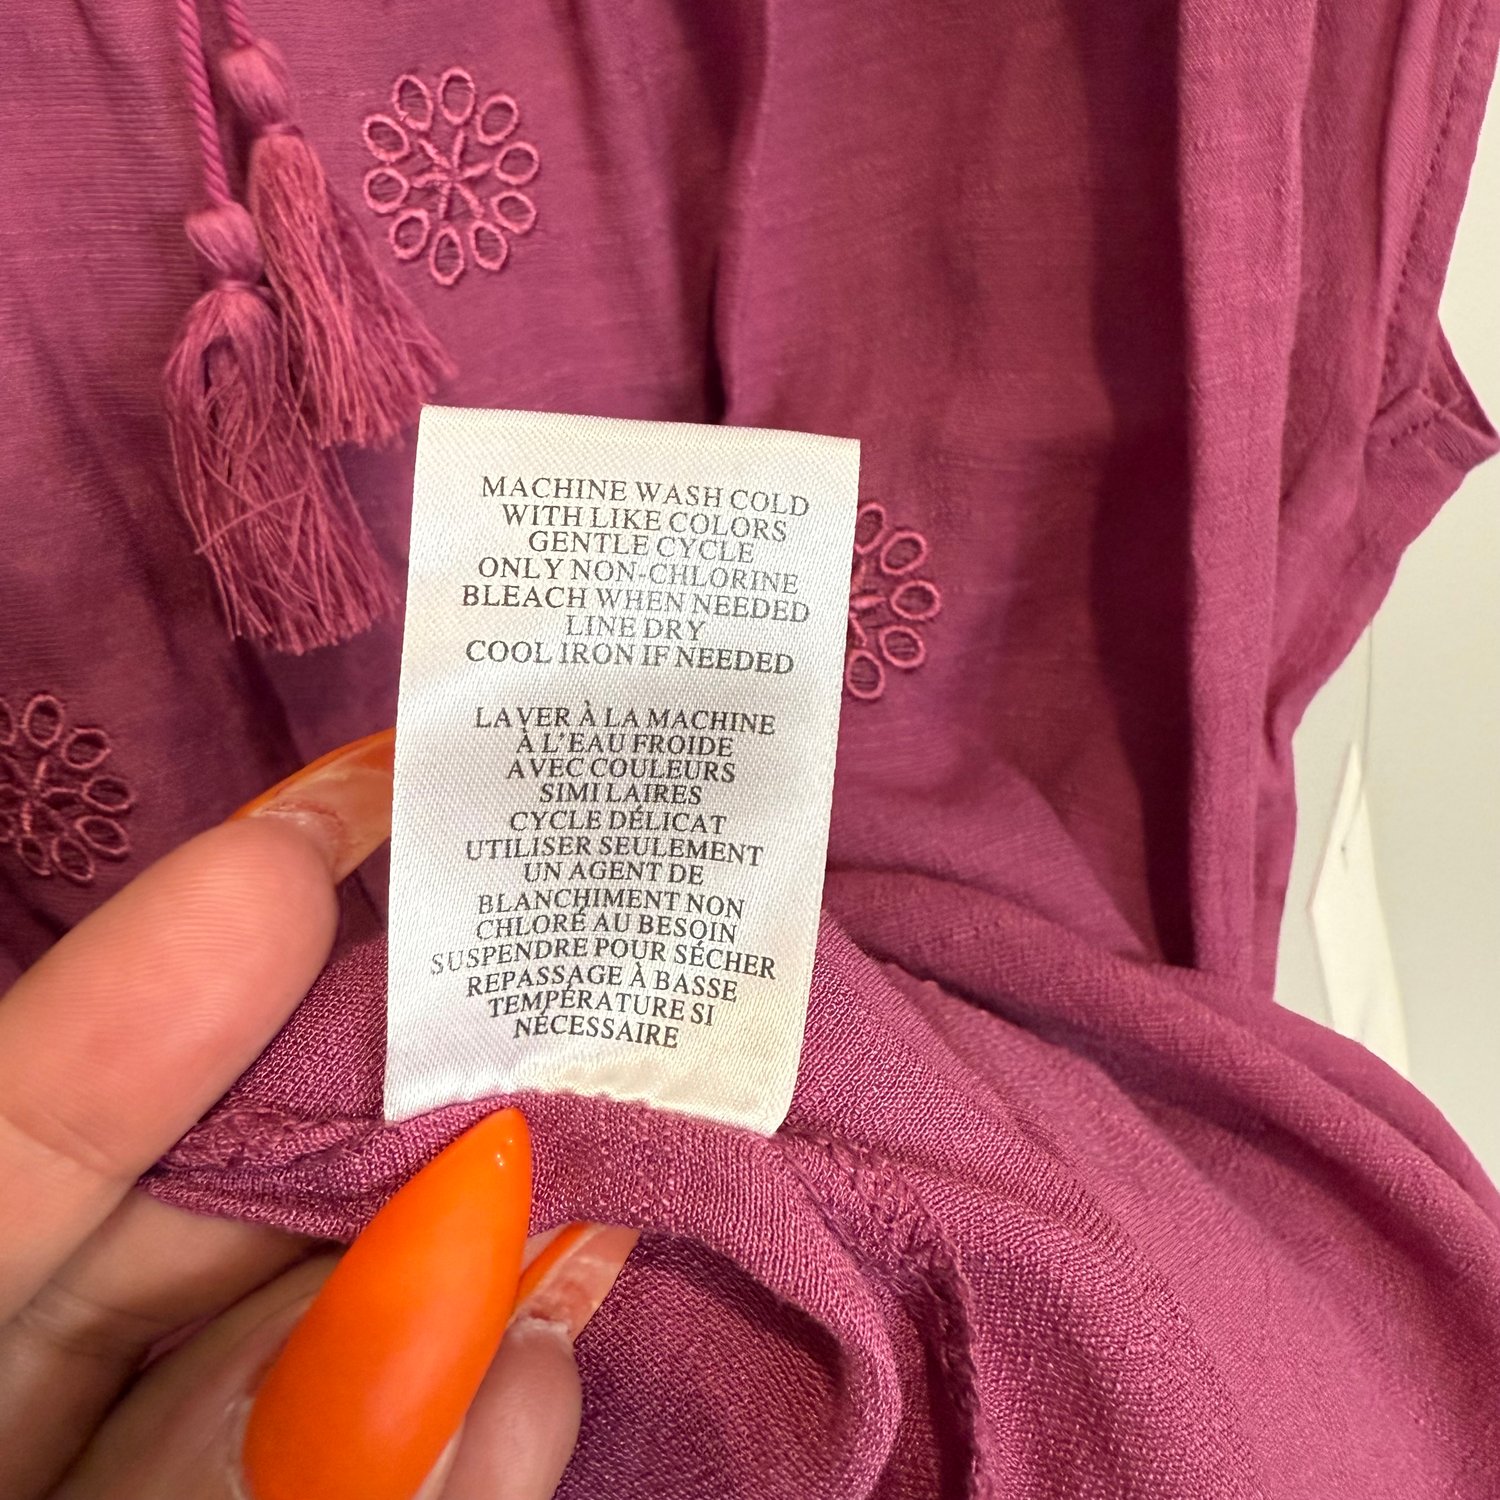 MACHINE WASH COLD
WITH LIKE COLORS
GENTLE CYCLE
ONLY NON-CHLORINE
BLEACH WHEN NEEDED
LINE DRY
COOL IRON IF NEEDED
LAVER À LA MACHINE
À L'EAU FROIDE
AVEC COULEURS
SIMILAIRES
CYCLE DÉLICAT
UTILISER SEULEMENT
UN AGENT DE
BLANCHIMENT NON
CHLORÉ AU BESOIN
SUSPENDRE POUR SÉCHER
REPASSAGE À BASSE
TEMPÉRATURE SI
NÉCESSAIRE